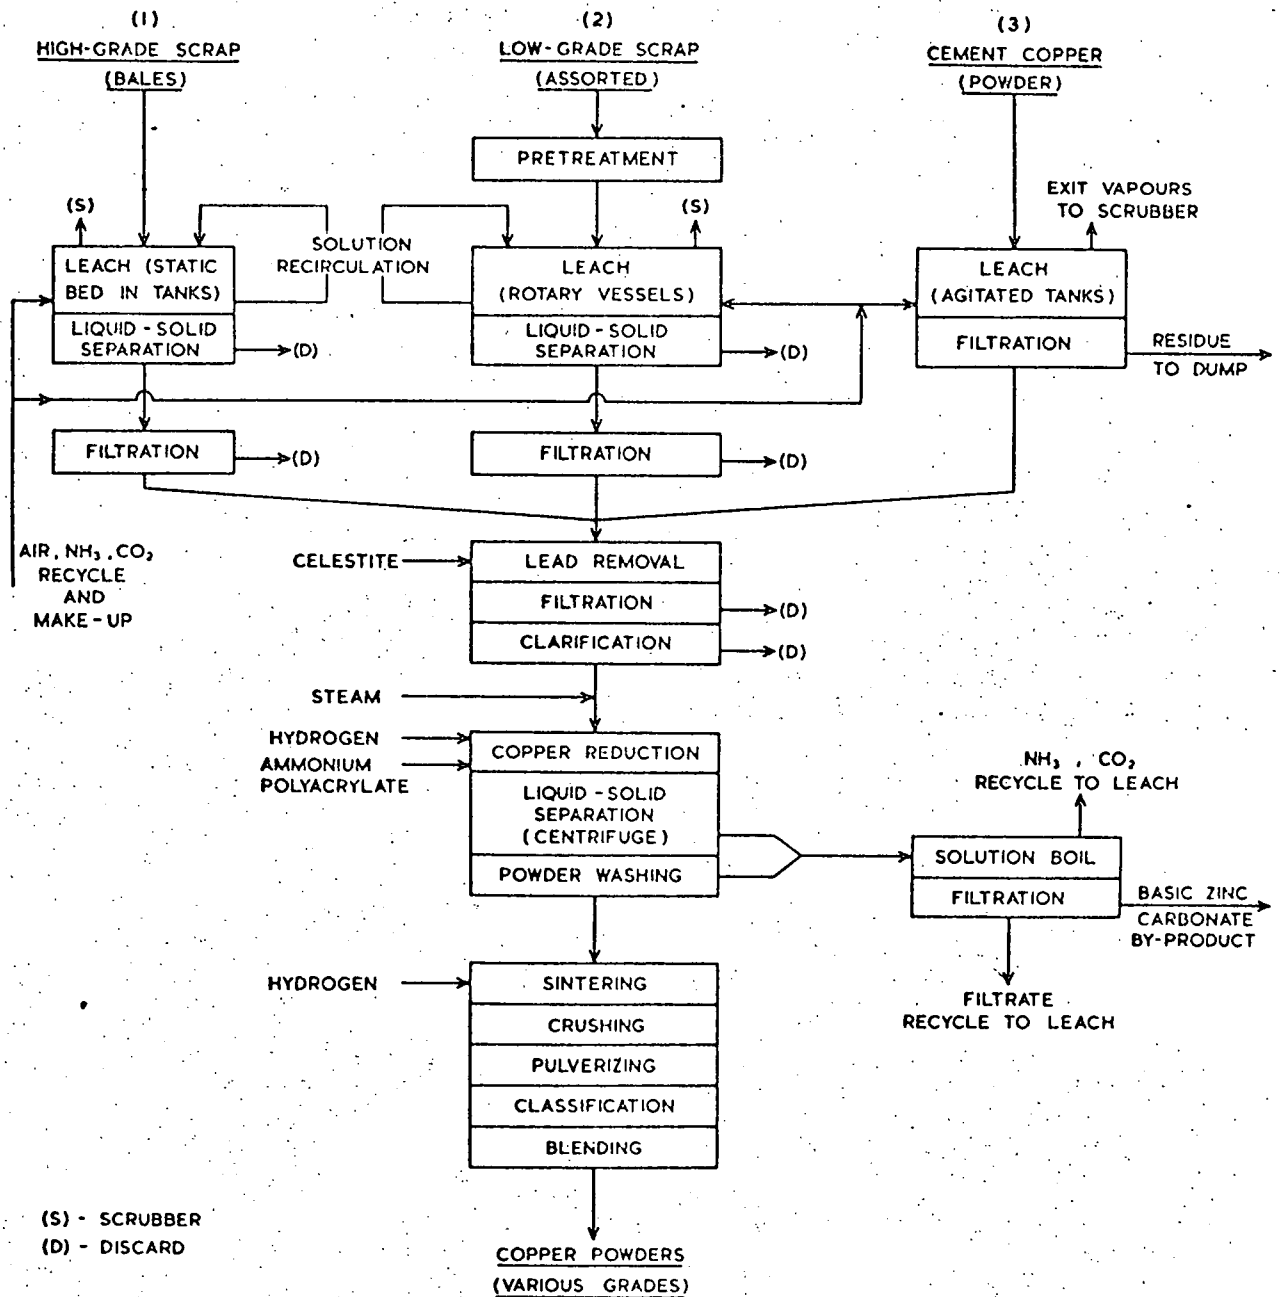 (1)
HIGH-GRADE SCRAP
(BALES)
(2)
LOW-GRADE SCRAP
(ASSORTED)
(3)
CEMENT COPPER
(POWDER)
PRETREATMENT
EXIT VAPOURS
TO SCRUBBER
(S)
(S)
LEACH (STATIC
BED IN TANKS)
SOLUTION
RECIRCULATION
LEACH
(ROTARY VESSELS)
LEACH
(AGITATED TANKS)
LIQUID-SOLID
SEPARATION
(D)
LIQUID-SOLID
SEPARATION
(D)
FILTRATION
RESIDUE
TO DUMP
FILTRATION
(D)
FILTRATION
(D)
AIR, NH₃, CO₂
RECYCLE
AND
MAKE-UP
CELESTITE
LEAD REMOVAL
FILTRATION
(D)
CLARIFICATION
(D)
STEAM
HYDROGEN
AMMONIUM
POLYACRYLATE
COPPER REDUCTION
LIQUID-SOLID
SEPARATION
(CENTRIFUGE)
POWDER WASHING
NH₃, CO₂
RECYCLE TO LEACH
SOLUTION BOIL
FILTRATION
BASIC ZINC
CARBONATE
BY-PRODUCT
FILTRATE
RECYCLE TO LEACH
HYDROGEN
SINTERING
CRUSHING
PULVERIZING
CLASSIFICATION
BLENDING
(S) - SCRUBBER
(D) - DISCARD
COPPER POWDERS
(VARIOUS GRADES)